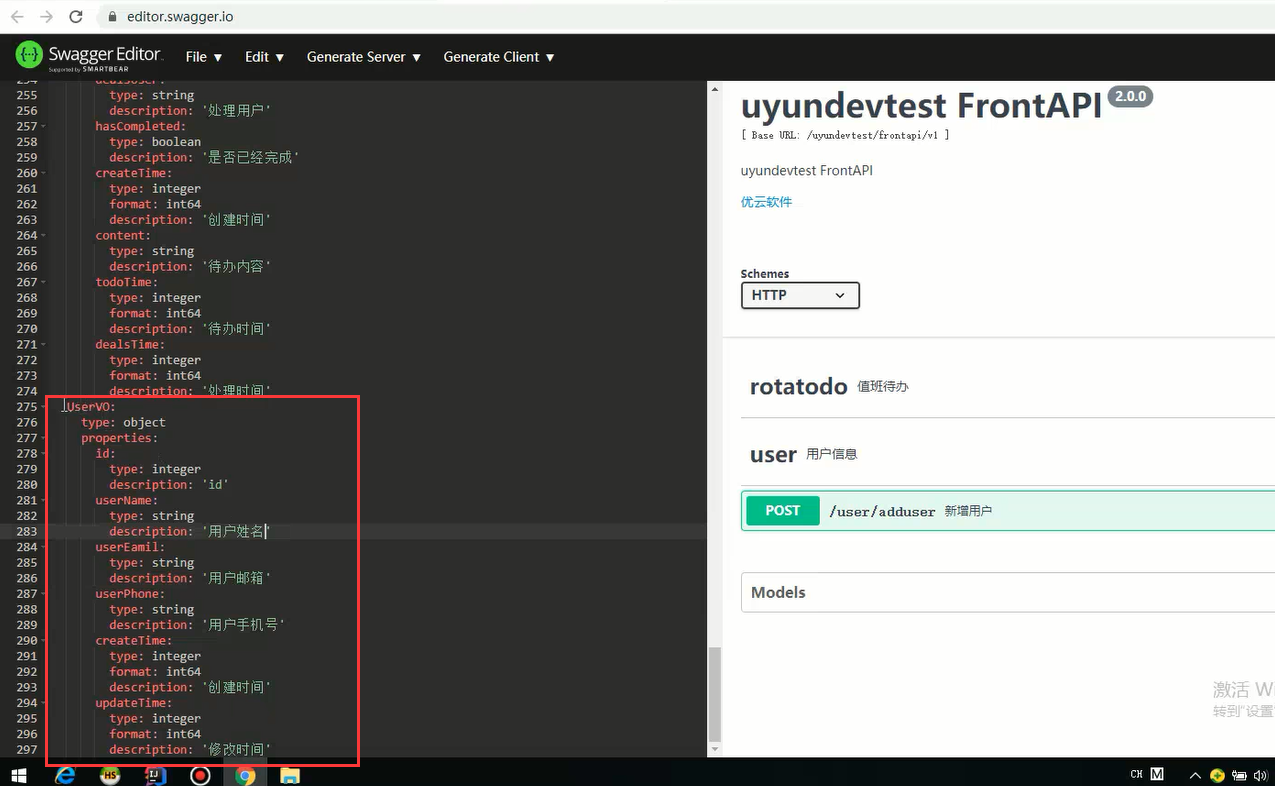 editor.swagger.io
Swagger Editor
Supported by SMARTBEAR
File ▼ Edit ▼ Generate Server ▼ Generate Client ▼
254
255 type: string
256 description: '处理用户'
257 hasCompleted:
258 type: boolean
259 description: '是否已经完成'
260 createTime:
261 type: integer
262 format: int64
263 description: '创建时间'
264 content:
265 type: string
266 description: '待办内容'
267 todoTime:
268 type: integer
269 format: int64
270 description: '待办时间'
271 dealsTime:
272 type: integer
273 format: int64
274 description: '处理时间'
275 UserVO:
276 type: object
277 properties:
278 id:
279 type: integer
280 description: 'id'
281 userName:
282 type: string
283 description: '用户姓名'
284 userEamil:
285 type: string
286 description: '用户邮箱'
287 userPhone:
288 type: string
289 description: '用户手机号'
290 createTime:
291 type: integer
292 format: int64
293 description: '创建时间'
294 updateTime:
295 type: integer
296 format: int64
297 description: '修改时间'
uyundevtest FrontAPI 2.0.0
[ Base URL: /uyundevtest/frontapi/v1 ]
uyundevtest FrontAPI
优云软件
Schemes
HTTP
rotatodo 值班待办
user 用户信息
POST /user/adduser 新增用户
Models
激活 Wi
转到"设置"
HS
IJ
CH M